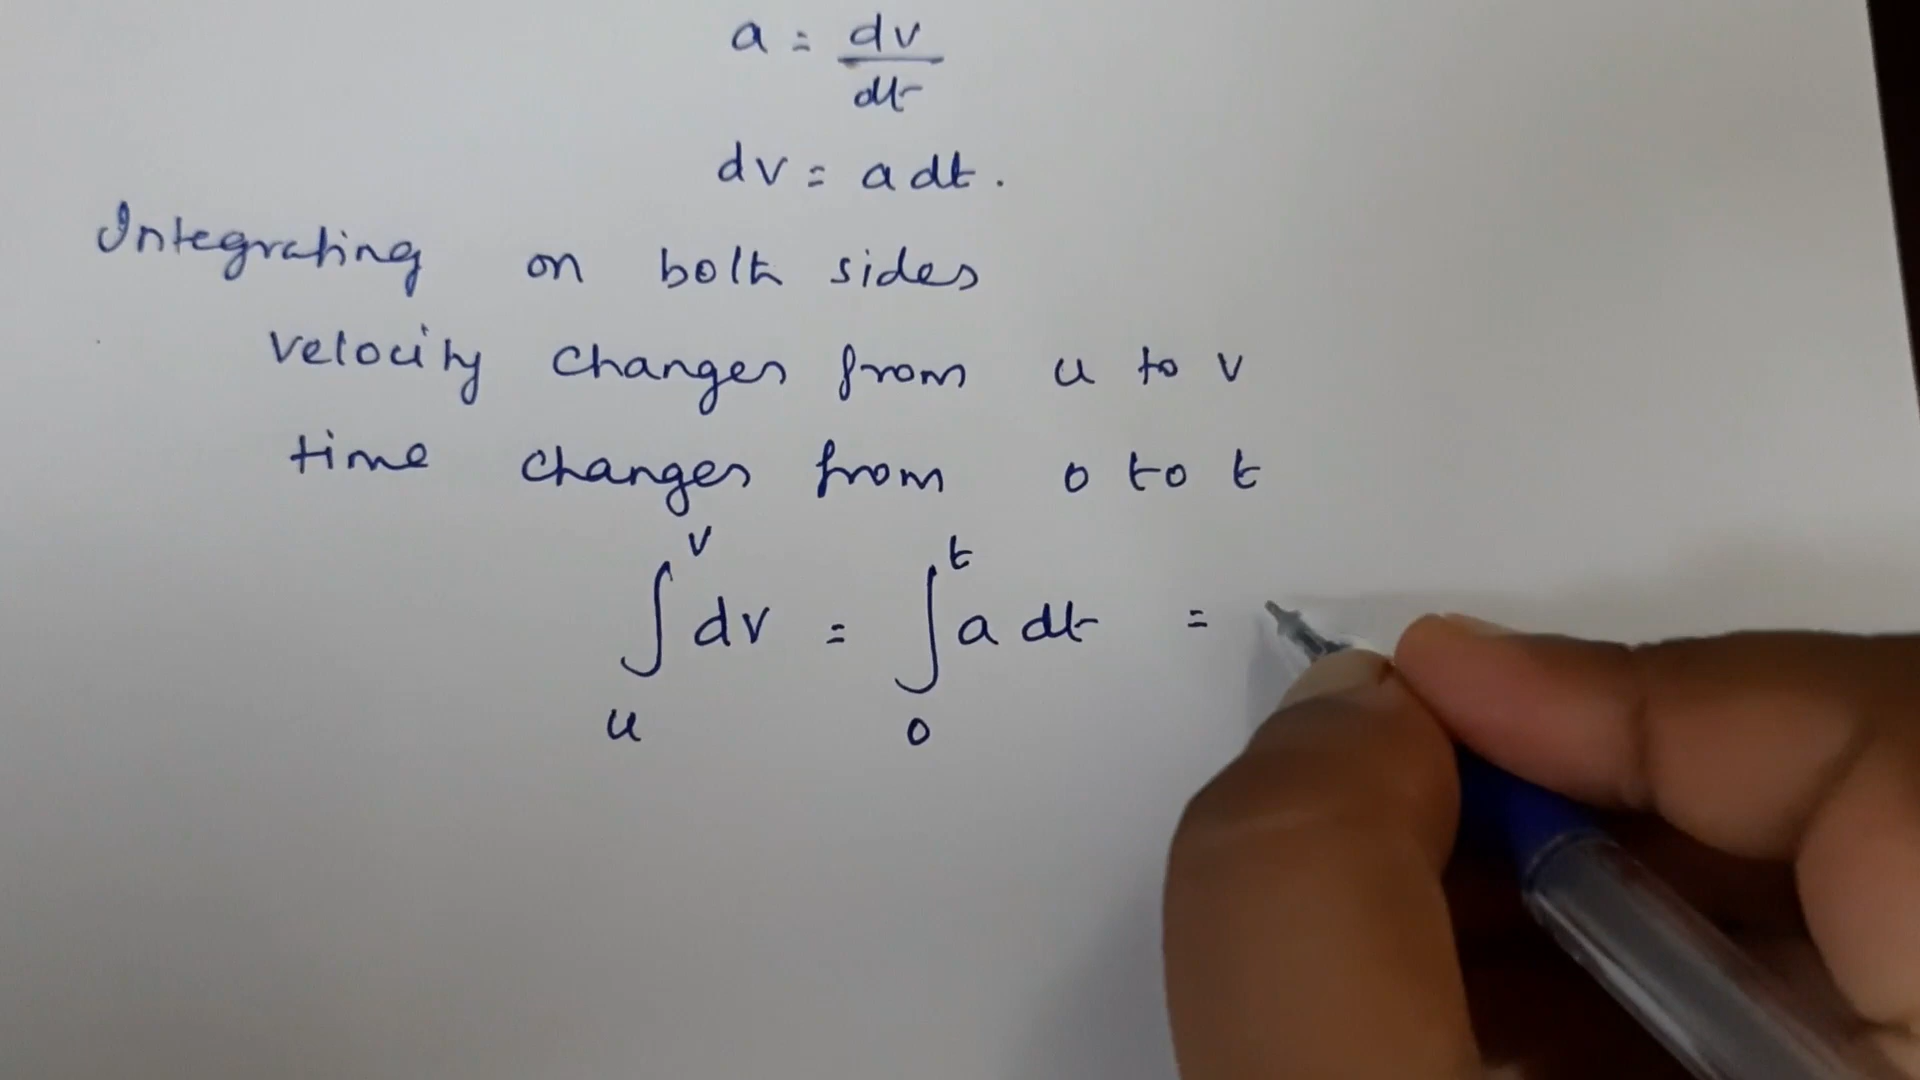 a = dv/dt
dv = a dt.
Integrating on both sides
velocity changes from u to v
time changes from 0 to t
∫_u^v dv = ∫_0^t a dt =